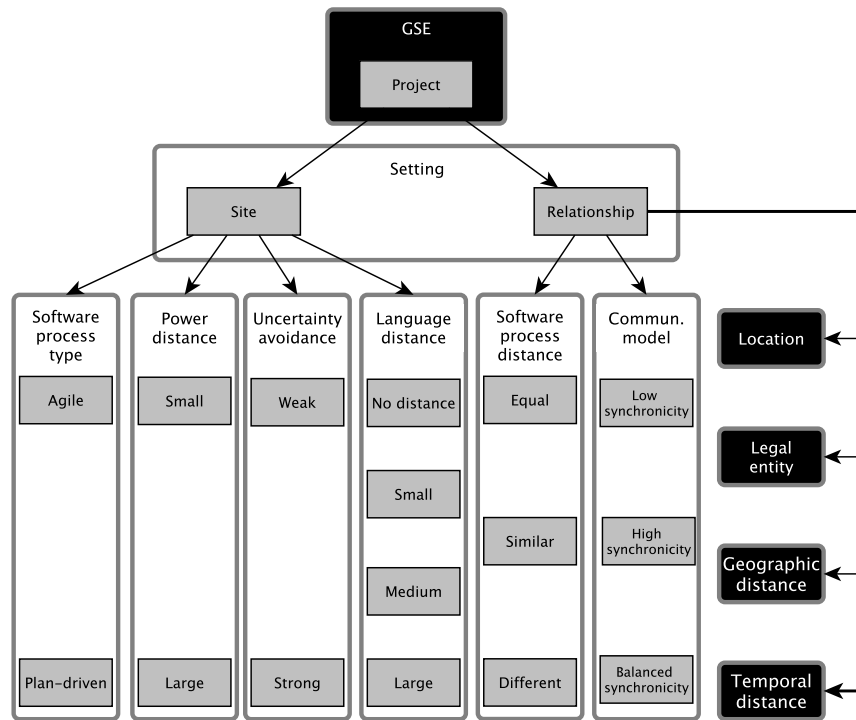 GSE
Project
Setting
Site
Relationship
Software
process
type
Agile
Plan-driven
Power
distance
Small
Large
Uncertainty
avoidance
Weak
Strong
Language
distance
No distance
Small
Medium
Large
Software
process
distance
Equal
Similar
Different
Commun.
model
Low
synchronicity
High
synchronicity
Balanced
synchronicity
Location
Legal
entity
Geographic
distance
Temporal
distance